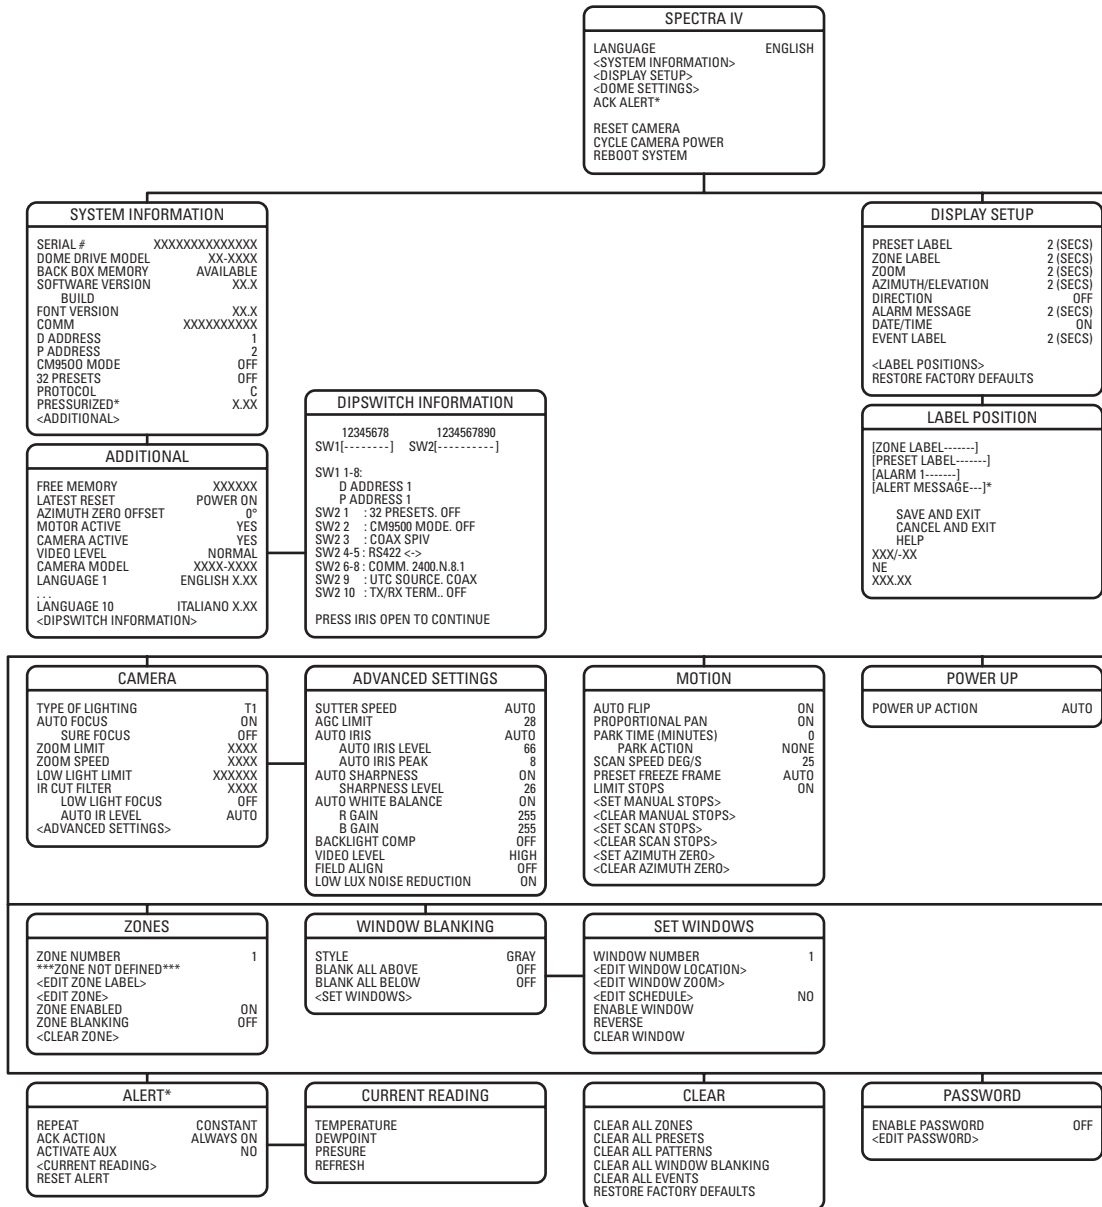 SPECTRA IV
LANGUAGE ENGLISH
<SYSTEM INFORMATION>
<DISPLAY SETUP>
<DOME SETTINGS>
ACK ALERT*
RESET CAMERA
CYCLE CAMERA POWER
REBOOT SYSTEM
SYSTEM INFORMATION
SERIAL # XXXXXXXXXXXXXX
DOME DRIVE MODEL XX-XXXX
BACK BOX MEMORY AVAILABLE
SOFTWARE VERSION XX.X
BUILD
FONT VERSION XX.X
COMM XXXXXXXXXX
D ADDRESS 1
P ADDRESS 2
CM9500 MODE OFF
32 PRESETS OFF
PROTOCOL C
PRESSURIZED* X.XX
<ADDITIONAL>
DISPLAY SETUP
PRESET LABEL 2 (SECS)
ZONE LABEL 2 (SECS)
ZOOM 2 (SECS)
AZIMUTH/ELEVATION 2 (SECS)
DIRECTION OFF
ALARM MESSAGE 2 (SECS)
DATE/TIME ON
EVENT LABEL 2 (SECS)
<LABEL POSITIONS>
RESTORE FACTORY DEFAULTS
ADDITIONAL
FREE MEMORY XXXXXX
LATEST RESET POWER ON
AZIMUTH ZERO OFFSET 0°
MOTOR ACTIVE YES
CAMERA ACTIVE YES
VIDEO LEVEL NORMAL
CAMERA MODEL XXXX-XXXX
LANGUAGE 1 ENGLISH X.XX
. . .
LANGUAGE 10 ITALIANO X.XX
<DIPSWITCH INFORMATION>
DIPSWITCH INFORMATION
12345678 1234567890
SW1[--------] SW2[----------]
SW1 1-8:
D ADDRESS 1
P ADDRESS 1
SW2 1 : 32 PRESETS. OFF
SW2 2 : CM9500 MODE. OFF
SW2 3 : COAX SPIV
SW2 4-5 : RS422 <->
SW2 6-8 : COMM. 2400.N.8.1
SW2 9 : UTC SOURCE. COAX
SW2 10 : TX/RX TERM.. OFF
PRESS IRIS OPEN TO CONTINUE
LABEL POSITION
[ZONE LABEL-------]
[PRESET LABEL-------]
[ALARM 1-------]
[ALERT MESSAGE---]*
SAVE AND EXIT
CANCEL AND EXIT
HELP
XXX/-XX
NE
XXX.XX
CAMERA
TYPE OF LIGHTING T1
AUTO FOCUS ON
SURE FOCUS OFF
ZOOM LIMIT XXXX
ZOOM SPEED XXXX
LOW LIGHT LIMIT XXXXXX
IR CUT FILTER XXXX
LOW LIGHT FOCUS OFF
AUTO IR LEVEL AUTO
<ADVANCED SETTINGS>
ADVANCED SETTINGS
SUTTER SPEED AUTO
AGC LIMIT 28
AUTO IRIS AUTO
AUTO IRIS LEVEL 66
AUTO IRIS PEAK 8
AUTO SHARPNESS ON
SHARPNESS LEVEL 26
AUTO WHITE BALANCE ON
R GAIN 255
B GAIN 255
BACKLIGHT COMP OFF
VIDEO LEVEL HIGH
FIELD ALIGN OFF
LOW LUX NOISE REDUCTION ON
MOTION
AUTO FLIP ON
PROPORTIONAL PAN ON
PARK TIME (MINUTES) 0
PARK ACTION NONE
SCAN SPEED DEG/S 25
PRESET FREEZE FRAME AUTO
LIMIT STOPS ON
<SET MANUAL STOPS>
<CLEAR MANUAL STOPS>
<SET SCAN STOPS>
<CLEAR SCAN STOPS>
<SET AZIMUTH ZERO>
<CLEAR AZIMUTH ZERO>
POWER UP
POWER UP ACTION AUTO
ZONES
ZONE NUMBER 1
***ZONE NOT DEFINED***
<EDIT ZONE LABEL>
<EDIT ZONE>
ZONE ENABLED ON
ZONE BLANKING OFF
<CLEAR ZONE>
WINDOW BLANKING
STYLE GRAY
BLANK ALL ABOVE OFF
BLANK ALL BELOW OFF
<SET WINDOWS>
SET WINDOWS
WINDOW NUMBER 1
<EDIT WINDOW LOCATION>
<EDIT WINDOW ZOOM>
<EDIT SCHEDULE> NO
ENABLE WINDOW
REVERSE
CLEAR WINDOW
ALERT*
REPEAT CONSTANT
ACK ACTION ALWAYS ON
ACTIVATE AUX NO
<CURRENT READING>
RESET ALERT
CURRENT READING
TEMPERATURE
DEWPOINT
PRESURE
REFRESH
CLEAR
CLEAR ALL ZONES
CLEAR ALL PRESETS
CLEAR ALL PATTERNS
CLEAR ALL WINDOW BLANKING
CLEAR ALL EVENTS
RESTORE FACTORY DEFAULTS
PASSWORD
ENABLE PASSWORD OFF
<EDIT PASSWORD>